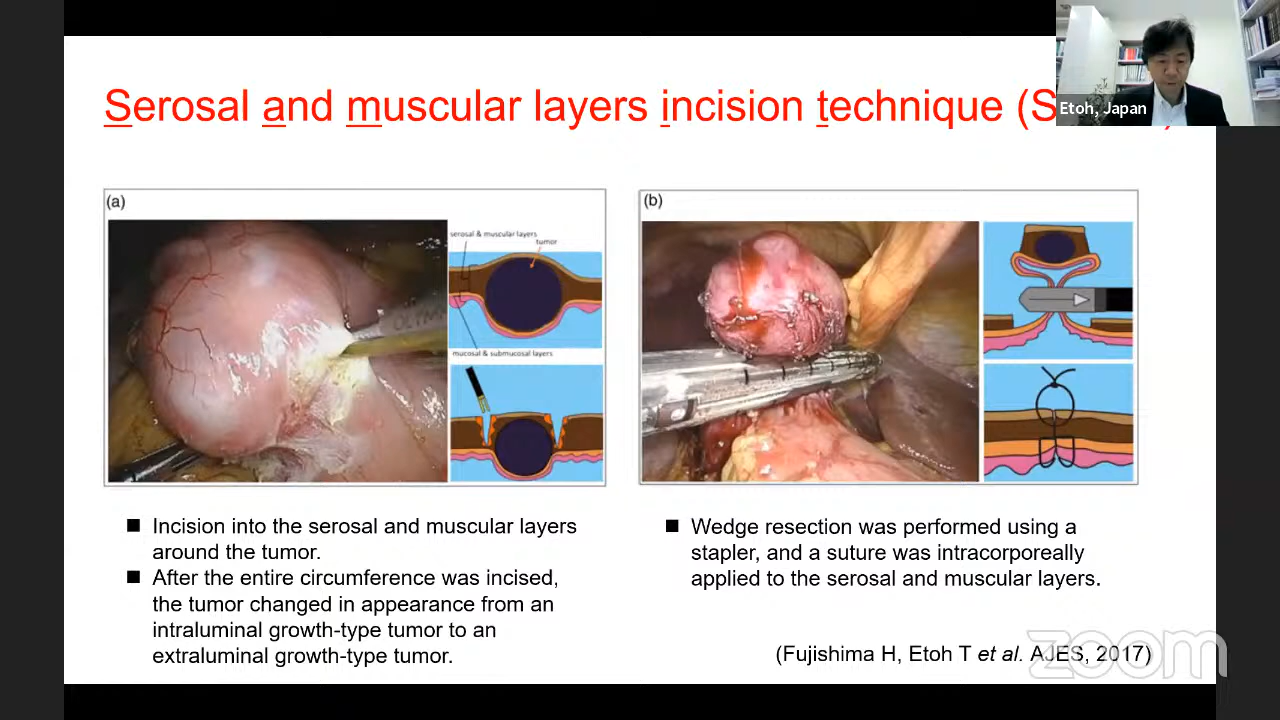 Serosal and muscular layers incision technique (S
Etoh, Japan
(a)
serosal & muscular layers
tumor
OLYM
mucosal & submucosal layers
(b)
■ Incision into the serosal and muscular layers
around the tumor.
■ After the entire circumference was incised,
the tumor changed in appearance from an
intraluminal growth-type tumor to an
extraluminal growth-type tumor.
■ Wedge resection was performed using a
stapler, and a suture was intracorporeally
applied to the serosal and muscular layers.
(Fujishima H, Etoh T et al. AJES, 2017)
zoom